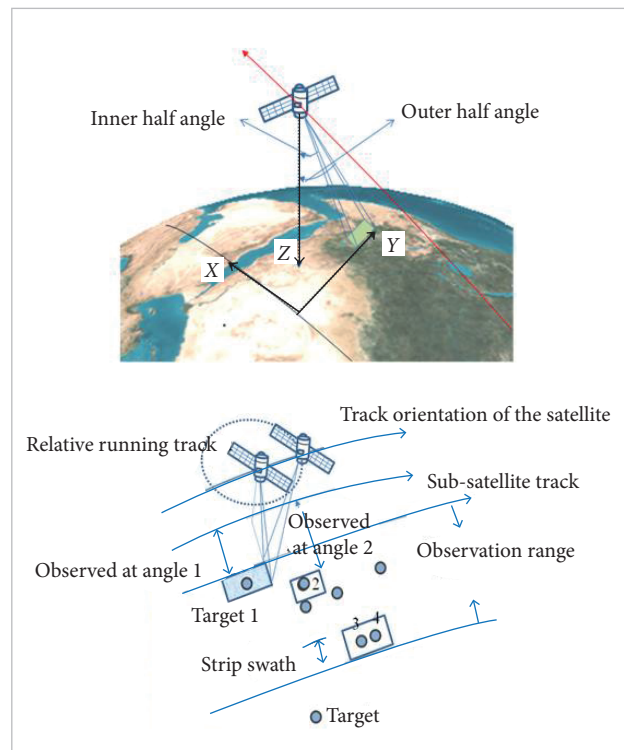 Inner half angle
Outer half angle
Z
Y
X
Track orientation of the satellite
Relative running track
Sub-satellite track
Observed
at angle 2
Observation range
Observed at angle 1
2
Target 1
3 4
Strip swath
Target